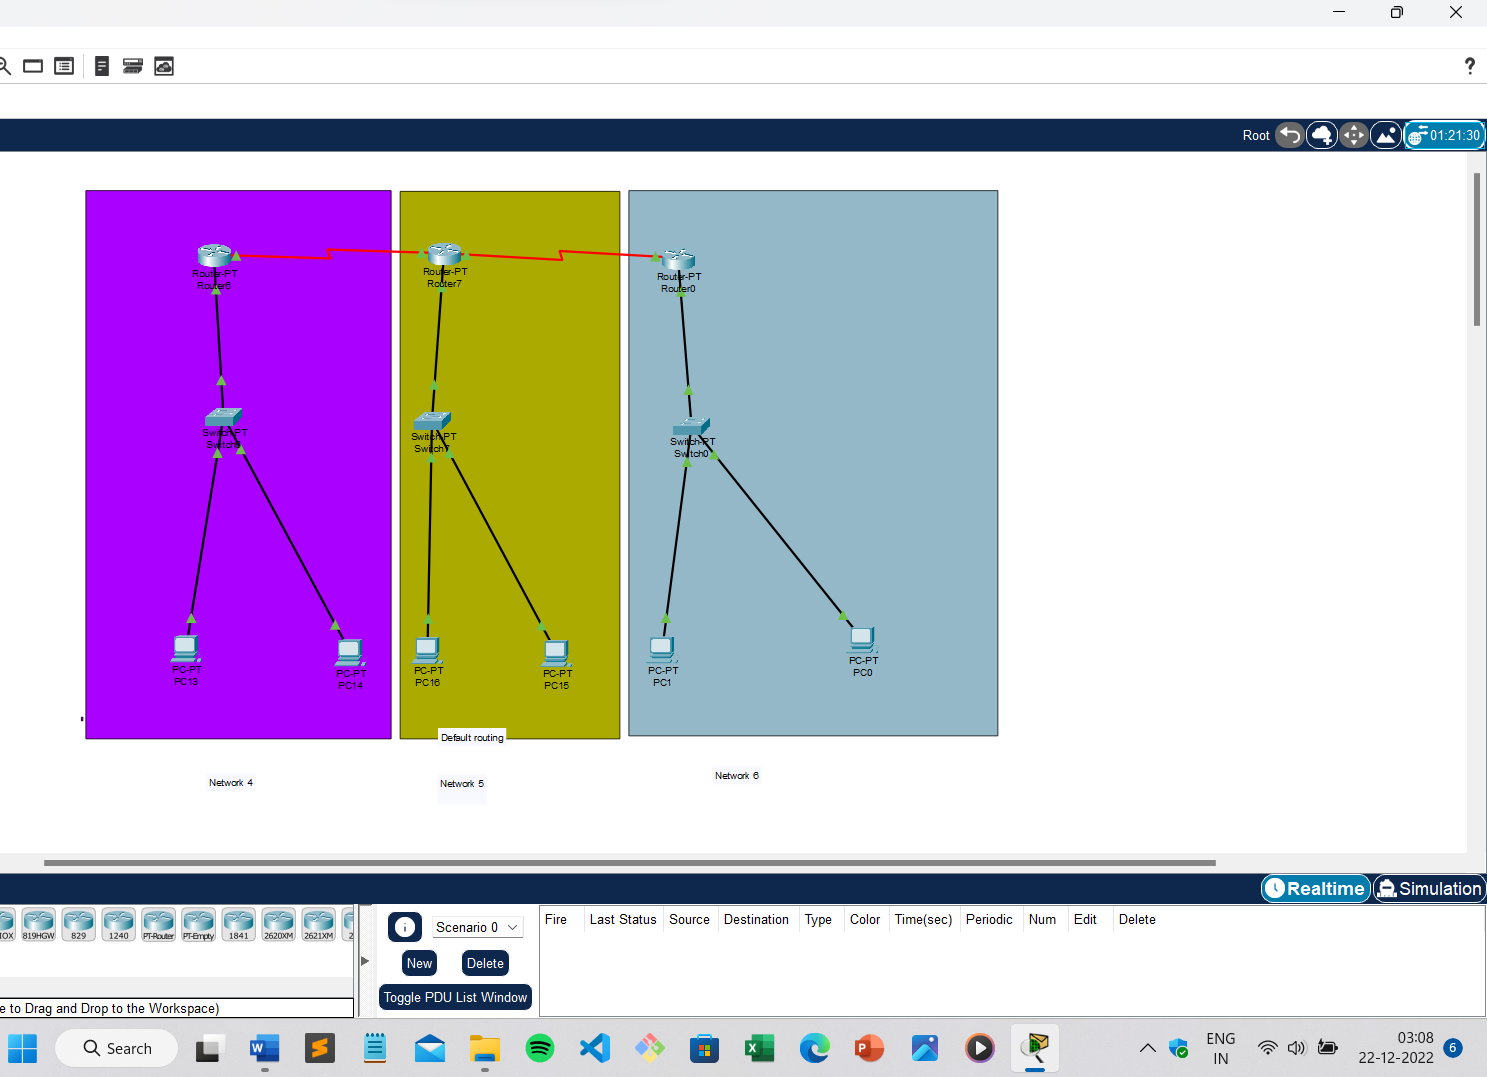 ?
Root
01:21:30
Router-PT
Router6
Router-PT
Router7
Router-PT
Router0
Switch-PT
Switch-PT
Switch7
Switch-PT
Switch0
PC-PT
PC13
PC-PT
PC14
PC-PT
PC16
PC-PT
PC15
PC-PT
PC1
PC-PT
PC0
Default routing
Network 4
Network 5
Network 6
Realtime
Simulation
IOX
819HGW
829
1240
PT-Router
PT-Empty
1841
2620XM
2621XM
2
e to Drag and Drop to the Workspace)
Scenario 0
New
Delete
Toggle PDU List Window
Fire Last Status Source Destination Type Color Time(sec) Periodic Num Edit Delete
Search
ENG
IN
03:08
22-12-2022
6